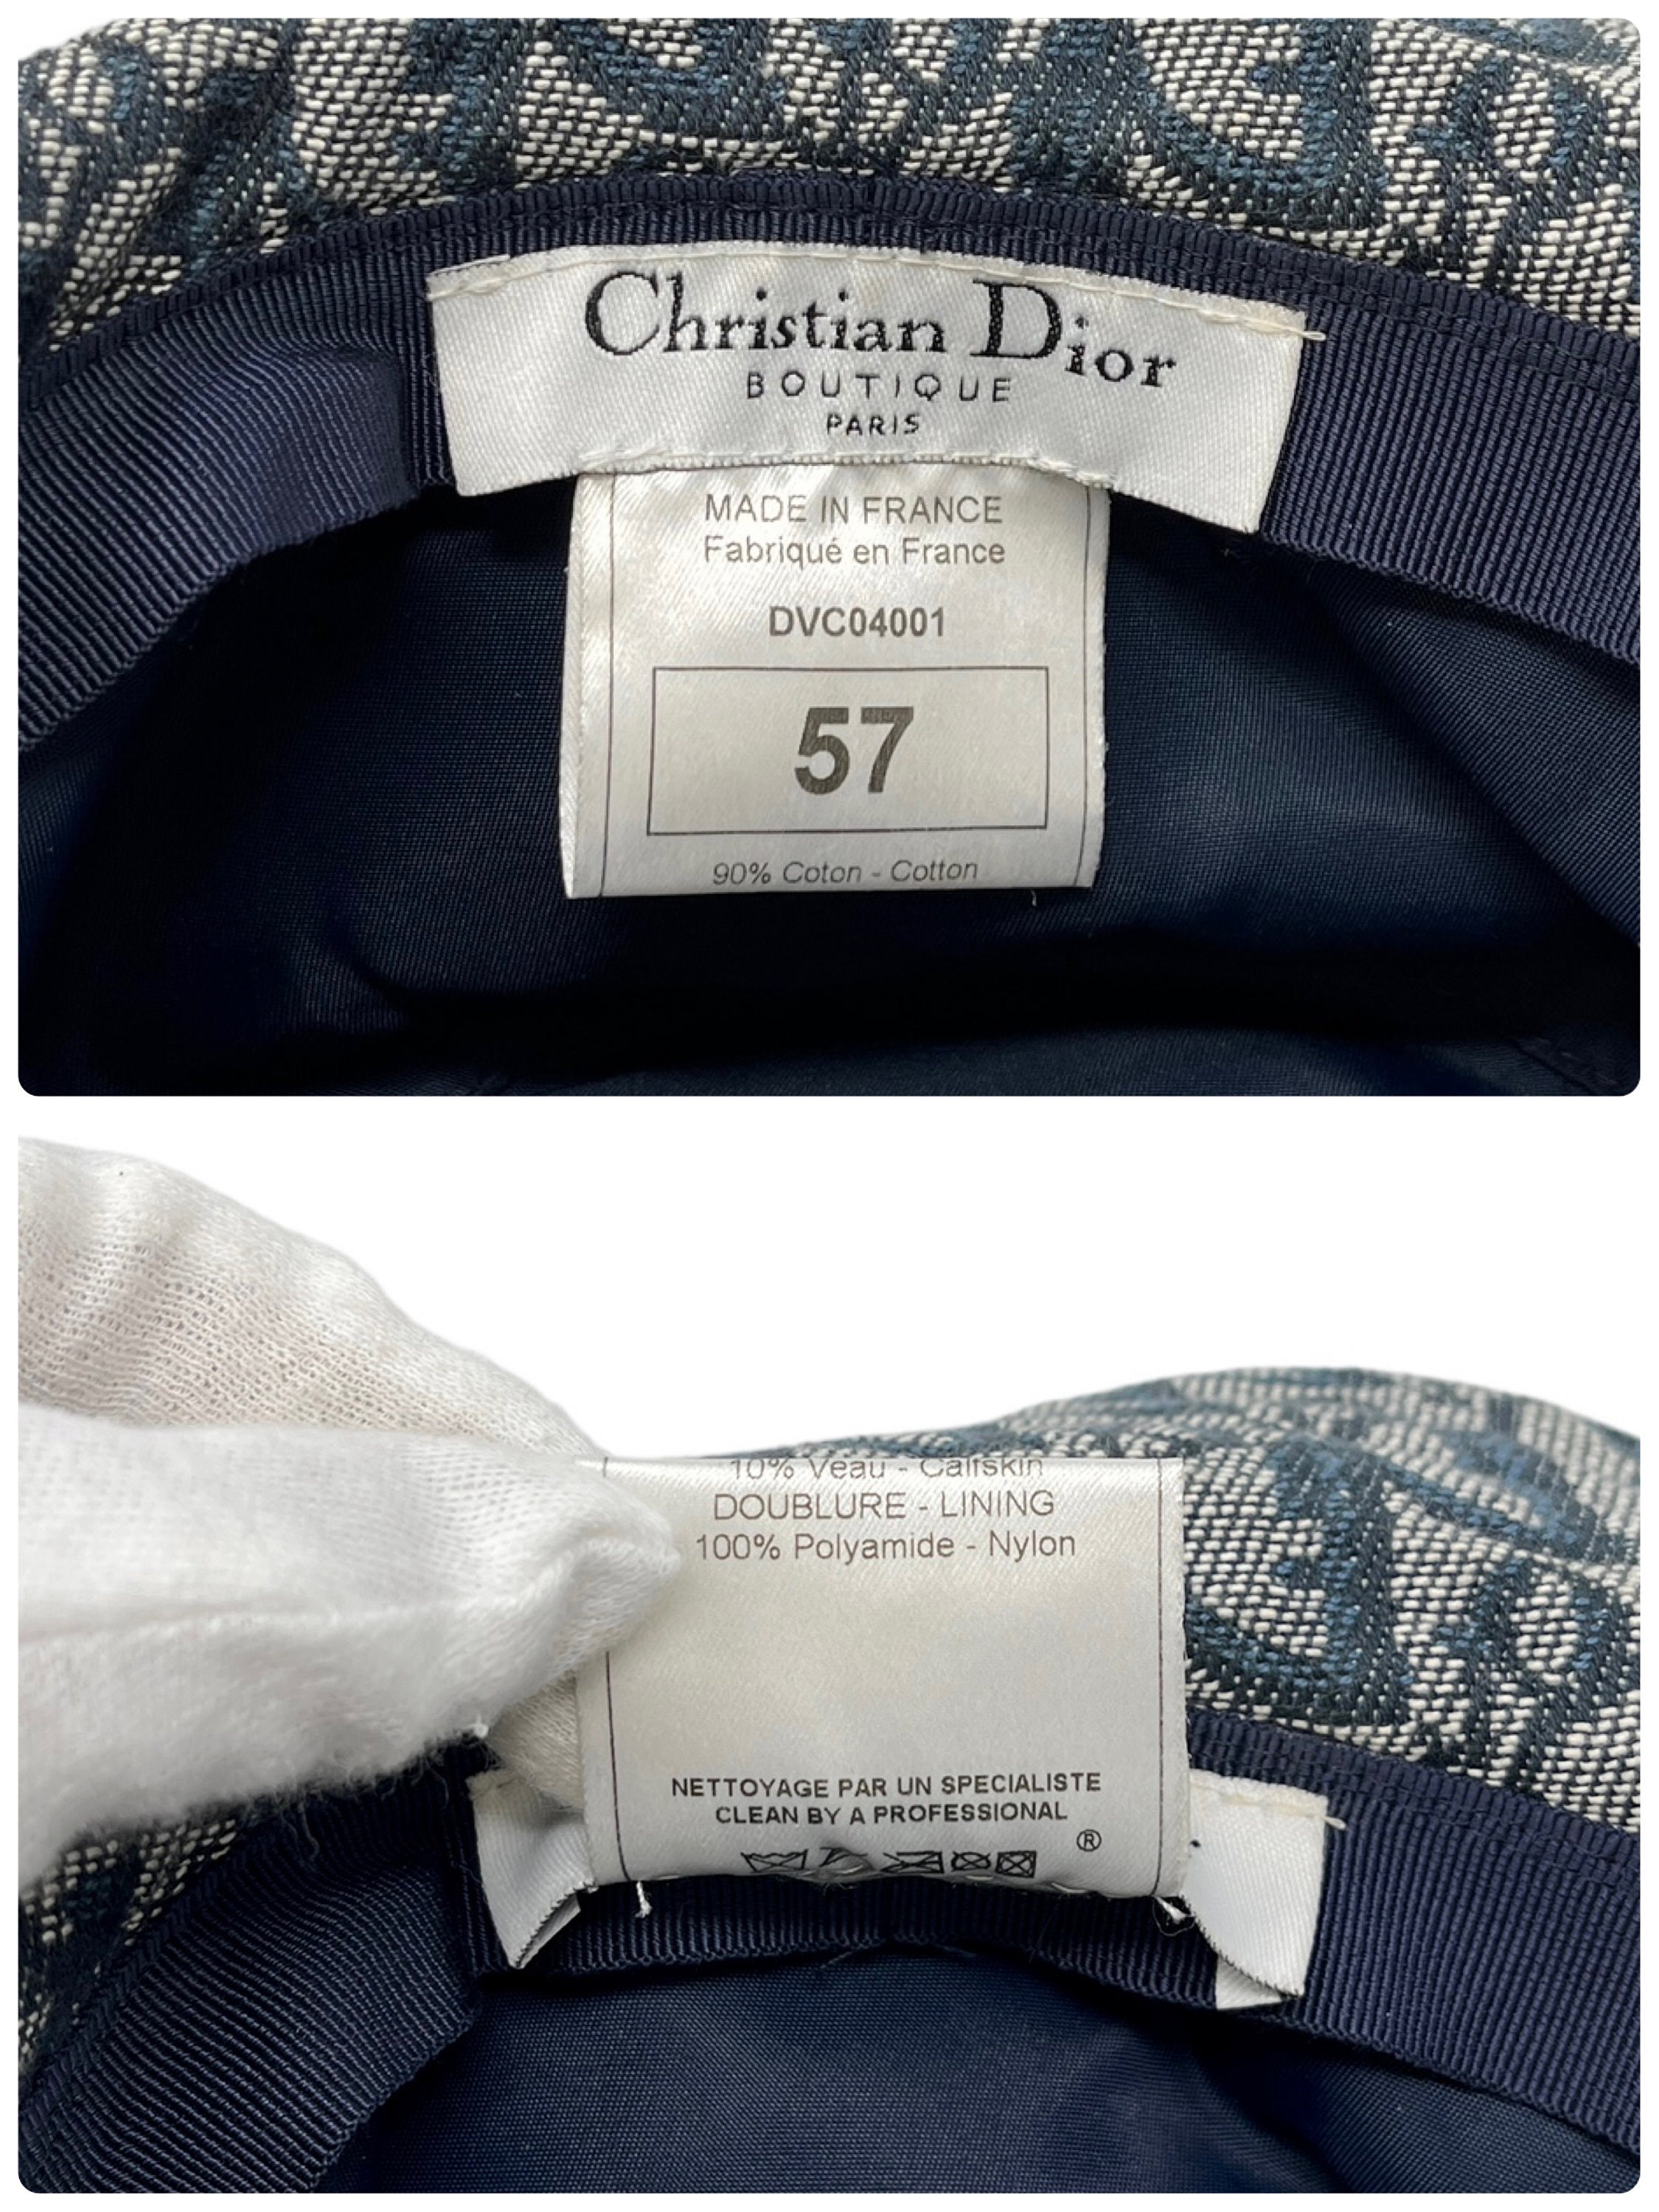 Christian Dior
BOUTIQUE
PARIS
MADE IN FRANCE
Fabriqué en France
DVC04001
57
90% Coton - Cotton
10% Veau - Calfskin
DOUBLURE - LINING
100% Polyamide - Nylon
NETTOYAGE PAR UN SPECIALISTE
CLEAN BY A PROFESSIONAL
®